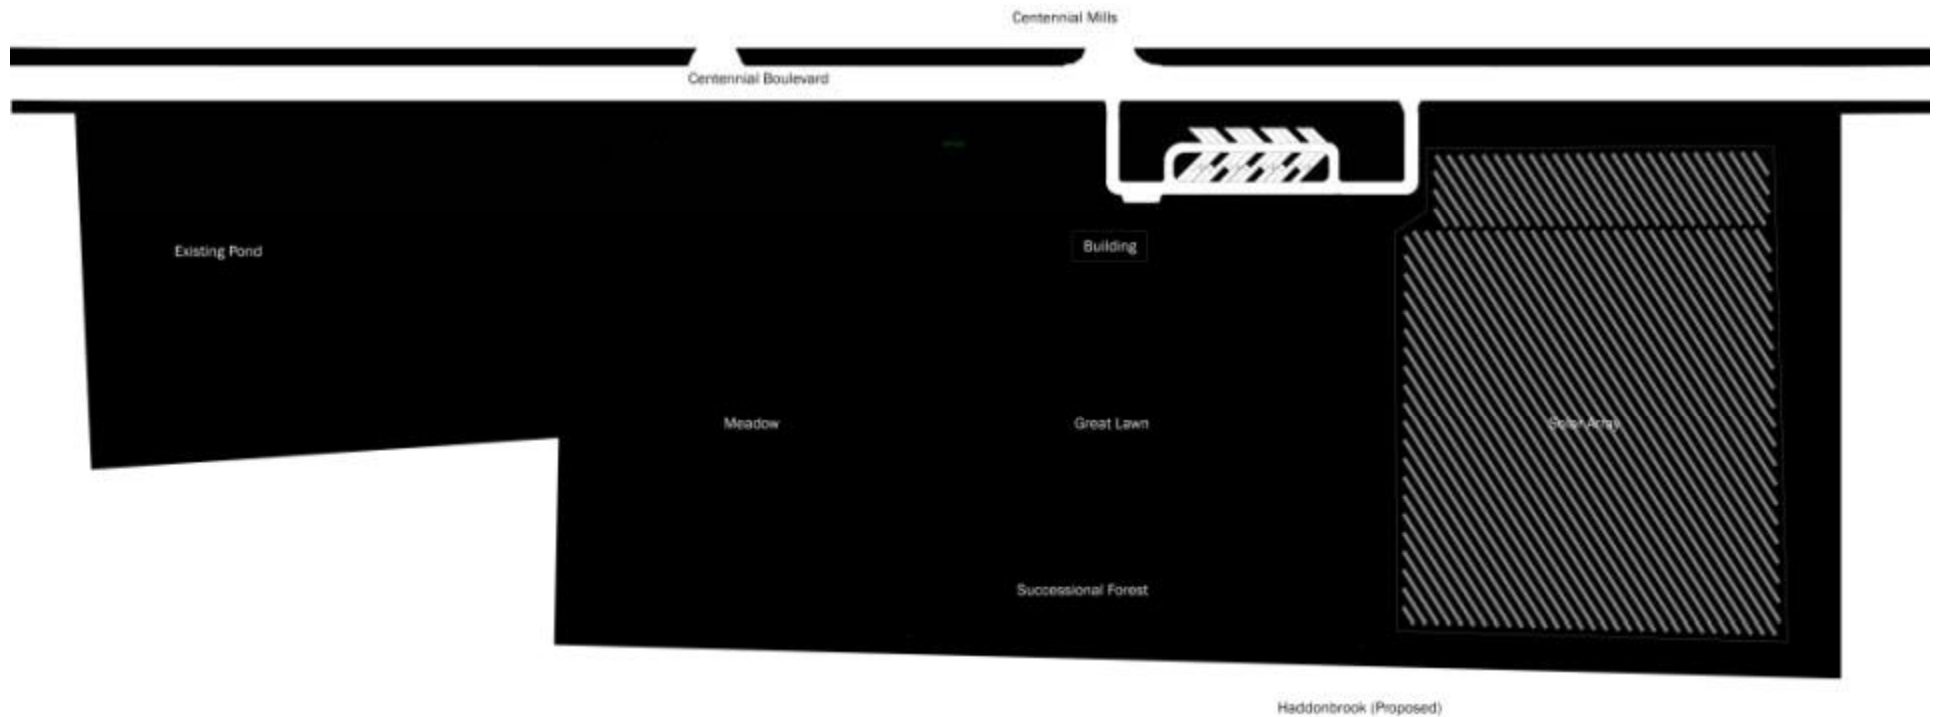 Centennial Mills
Centennial Boulevard
Existing Pond
Building
Meadow
Great Lawn
Solar Array
Successional Forest
Haddonbrook (Proposed)